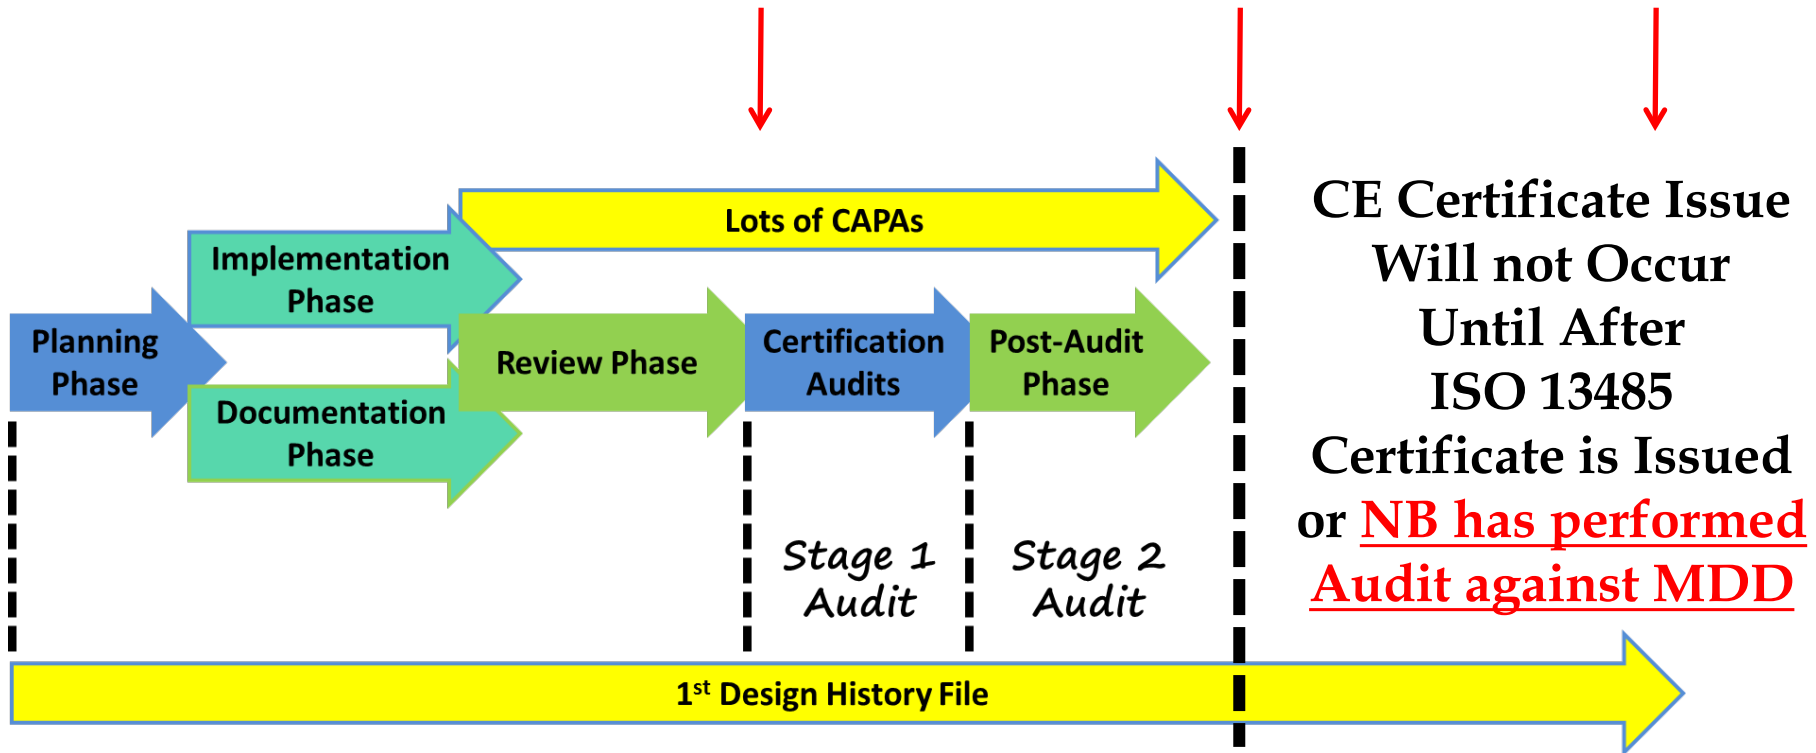 Lots of CAPAs
Implementation
Phase
Planning
Phase
Documentation
Phase
Review Phase
Certification
Audits
Post-Audit
Phase
Stage 1
Audit
Stage 2
Audit
CE Certificate Issue
Will not Occur
Until After
ISO 13485
Certificate is Issued
or NB has performed
Audit against MDD
1st Design History File